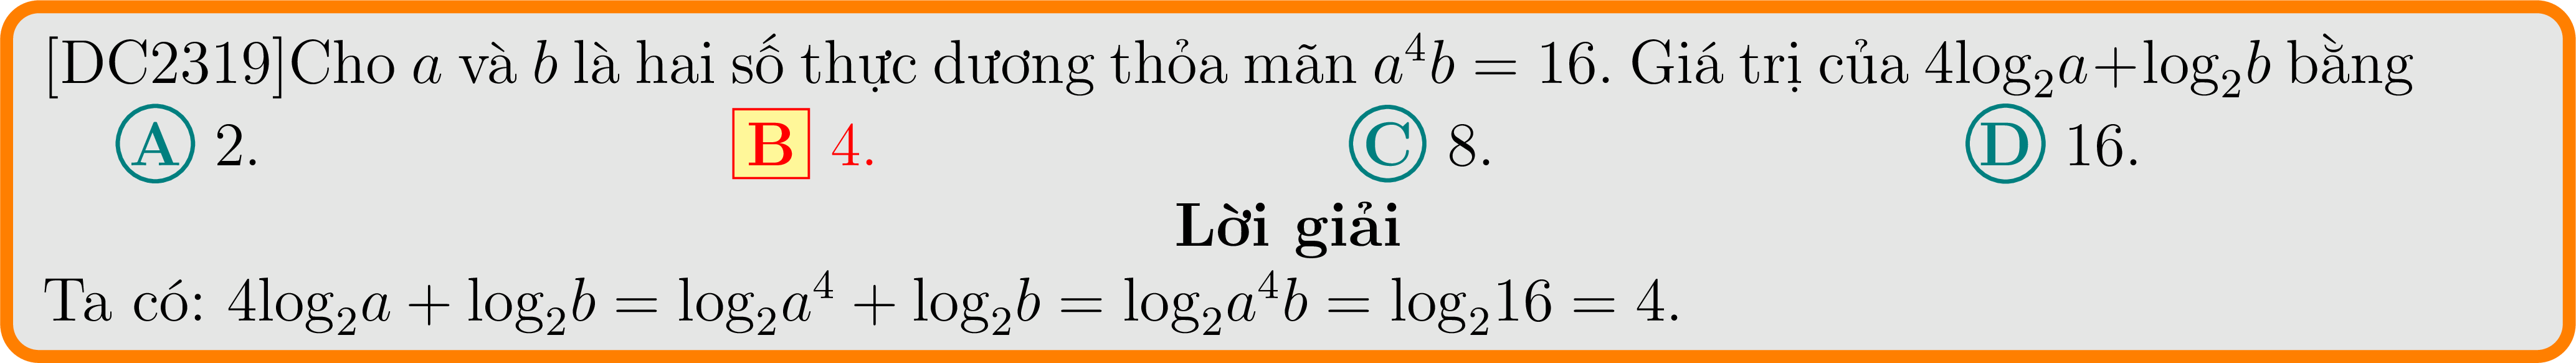 [DC2319]Cho a và b là hai số thực dương thỏa mãn a⁴b = 16. Giá trị của 4log₂a+log₂b bằng
A 2. B 4. C 8. D 16.
Lời giải
Ta có: 4log₂a + log₂b = log₂a⁴ + log₂b = log₂a⁴b = log₂16 = 4.